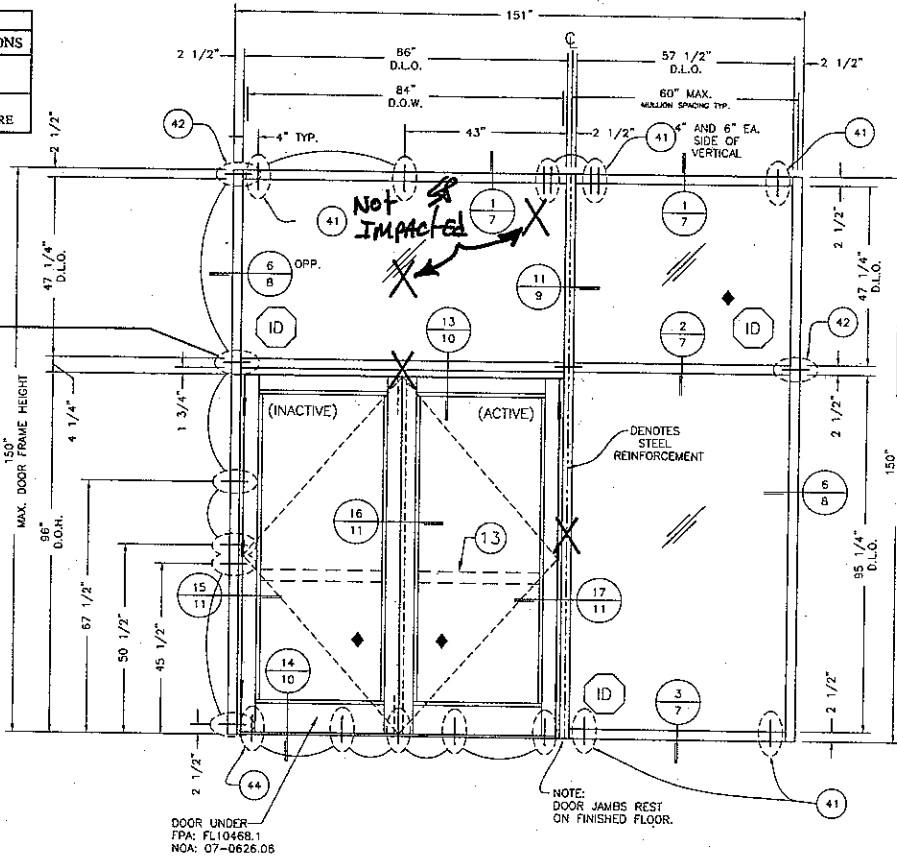 ONS
RE
151"
2 1/2"
86"
D.L.O.
℄
57 1/2"
D.L.O.
2 1/2"
84"
D.O.W.
60" MAX.
MULLION SPACING TYP.
2 1/2"
42
4" TYP.
43"
2 1/2"
41
4" AND 6" EA.
SIDE OF
VERTICAL
41
41
Not
IMPACTED
1
7
1
7
2 1/2"
47 1/4"
D.L.O.
6
8
OPP.
11
9
47 1/4"
D.L.O.
ID
13
10
2
7
ID
42
150"
MAX. DOOR FRAME HEIGHT
4 1/4"
1 3/4"
(INACTIVE)
(ACTIVE)
DENOTES
STEEL
REINFORCEMENT
2 1/2"
150"
96"
D.O.H.
67 1/2"
50 1/2"
45 1/2"
16
11
13
6
8
95 1/4"
D.L.O.
15
11
17
11
14
10
ID
3
7
2 1/2"
2 1/2"
44
41
DOOR UNDER
FPA: FL10468.1
NOA: 07-0626.06
NOTE:
DOOR JAMBS REST
ON FINISHED FLOOR.